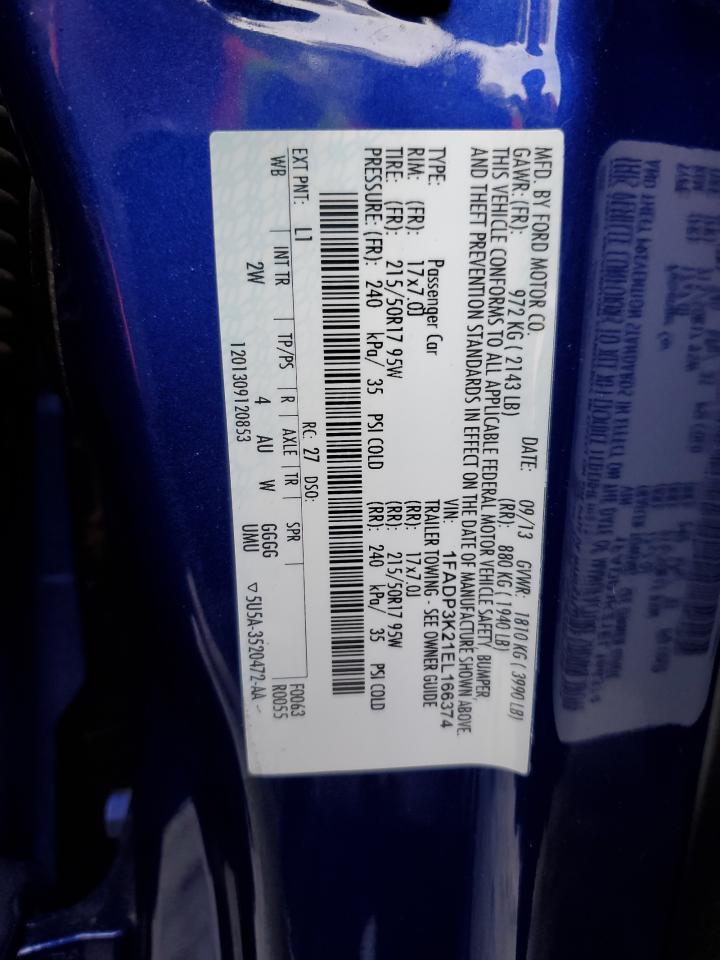 MFD. BY FORD MOTOR CO.
DATE: 09/13 GVWR: 1810 KG ( 3990 LB)
GAWR: (FR): 972 KG ( 2143 LB) (RR): 880 KG ( 1940 LB)
THIS VEHICLE CONFORMS TO ALL APPLICABLE FEDERAL MOTOR VEHICLE SAFETY, BUMPER,
AND THEFT PREVENTION STANDARDS IN EFFECT ON THE DATE OF MANUFACTURE SHOWN ABOVE.
VIN: 1FADP3K21EL166374
TYPE: Passenger Car TRAILER TOWING - SEE OWNER GUIDE
RIM: (FR): 17x7.0J (RR): 17x7.0J
TIRE: (FR): 215/50R17 95W (RR): 215/50R17 95W
PRESSURE: (FR): 240 kPa/ 35 PSI COLD (RR): 240 kPa/ 35 PSI COLD
RC: 27 DSO: F0063
EXT PNT: L1 R0055
WB INT TR TP/PS R AXLE TR SPR
2W 4 AU W GGGG
UMU
1201309120853 5U5A-3520472-AA